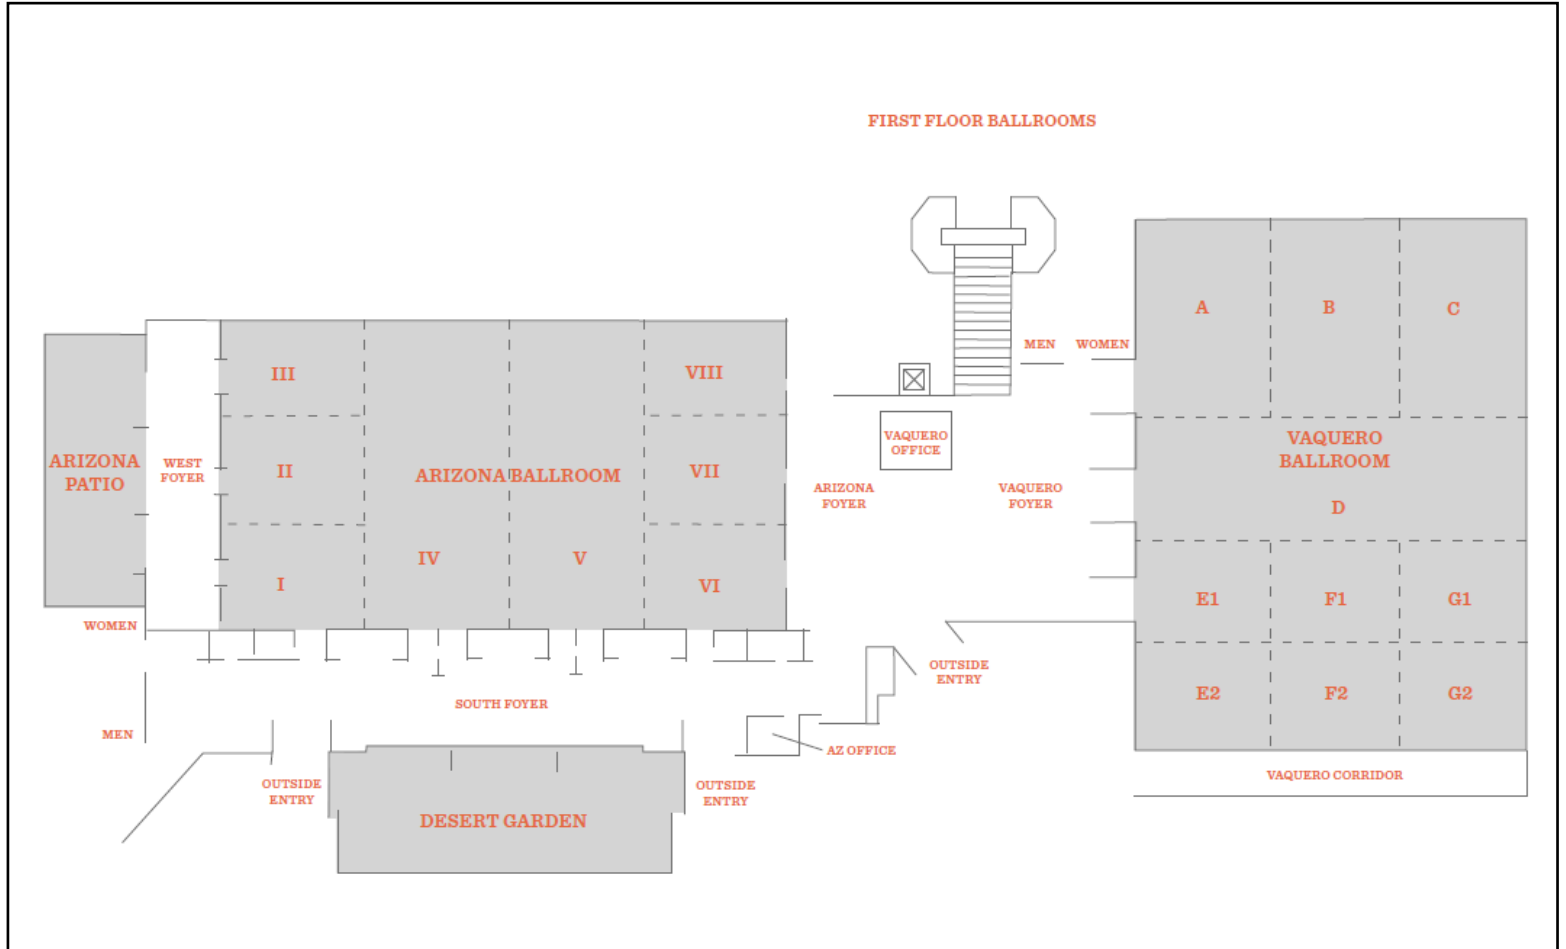 FIRST FLOOR BALLROOMS
A
B
C
MEN
WOMEN
III
VIII
VAQUERO
OFFICE
VAQUERO
BALLROOM
ARIZONA
PATIO
WEST
FOYER
II
ARIZONA BALLROOM
VII
ARIZONA
FOYER
VAQUERO
FOYER
D
I
IV
V
VI
E1
F1
G1
WOMEN
OUTSIDE
ENTRY
E2
F2
G2
SOUTH FOYER
MEN
AZ OFFICE
OUTSIDE
ENTRY
OUTSIDE
ENTRY
VAQUERO CORRIDOR
DESERT GARDEN